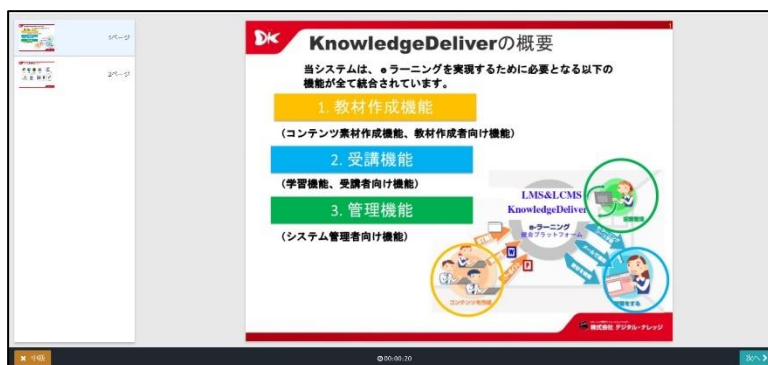 1ページ
2ページ
1
DK
KnowledgeDeliverの概要
当システムは、eラーニングを実現するために必要となる以下の
機能が全て統合されています。
1. 教材作成機能
(コンテンツ素材作成機能、教材作成者向け機能)
2. 受講機能
(学習機能、受講者向け機能)
3. 管理機能
(システム管理者向け機能)
LMS&LCMS
KnowledgeDeliver
e-ラーニング
統合プラットフォーム
W
P
コンテンツを作成
株式会社 デジタル・ナレッジ
中断
00:00:20
次へ